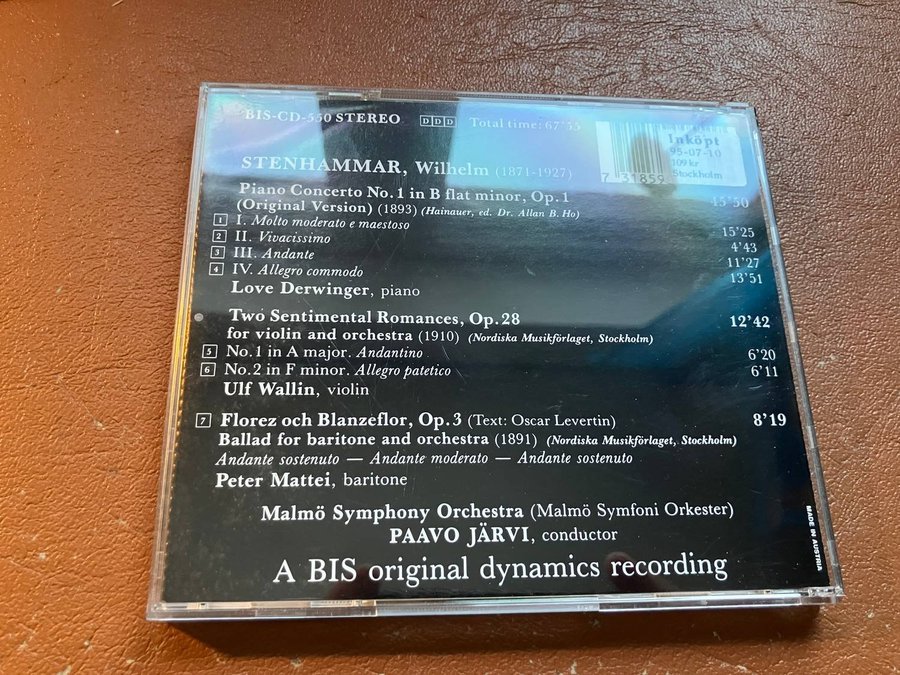 BIS-CD-550 STEREO DDD Total time: 67'55
Inköpt
95-07-10
109 kr
Stockholm
7 31859
STENHAMMAR, Wilhelm (1871-1927)
Piano Concerto No. 1 in B flat minor, Op. 1 45'50
(Original Version) (1893) (Hainauer, ed. Dr. Allan B. Ho)
1 I. Molto moderato e maestoso 15'25
2 II. Vivacissimo 4'43
3 III. Andante 11'27
4 IV. Allegro commodo 13'51
Love Derwinger, piano
Two Sentimental Romances, Op. 28 12'42
for violin and orchestra (1910) (Nordiska Musikförlaget, Stockholm)
5 No. 1 in A major. Andantino 6'20
6 No. 2 in F minor. Allegro patetico 6'11
Ulf Wallin, violin
7 Florez och Blanzeflor, Op. 3 (Text: Oscar Levertin) 8'19
Ballad for baritone and orchestra (1891) (Nordiska Musikförlaget, Stockholm)
Andante sostenuto — Andante moderato — Andante sostenuto
Peter Mattei, baritone
Malmö Symphony Orchestra (Malmö Symfoni Orkester)
PAAVO JÄRVI, conductor
A BIS original dynamics recording
MADE IN AUSTRIA